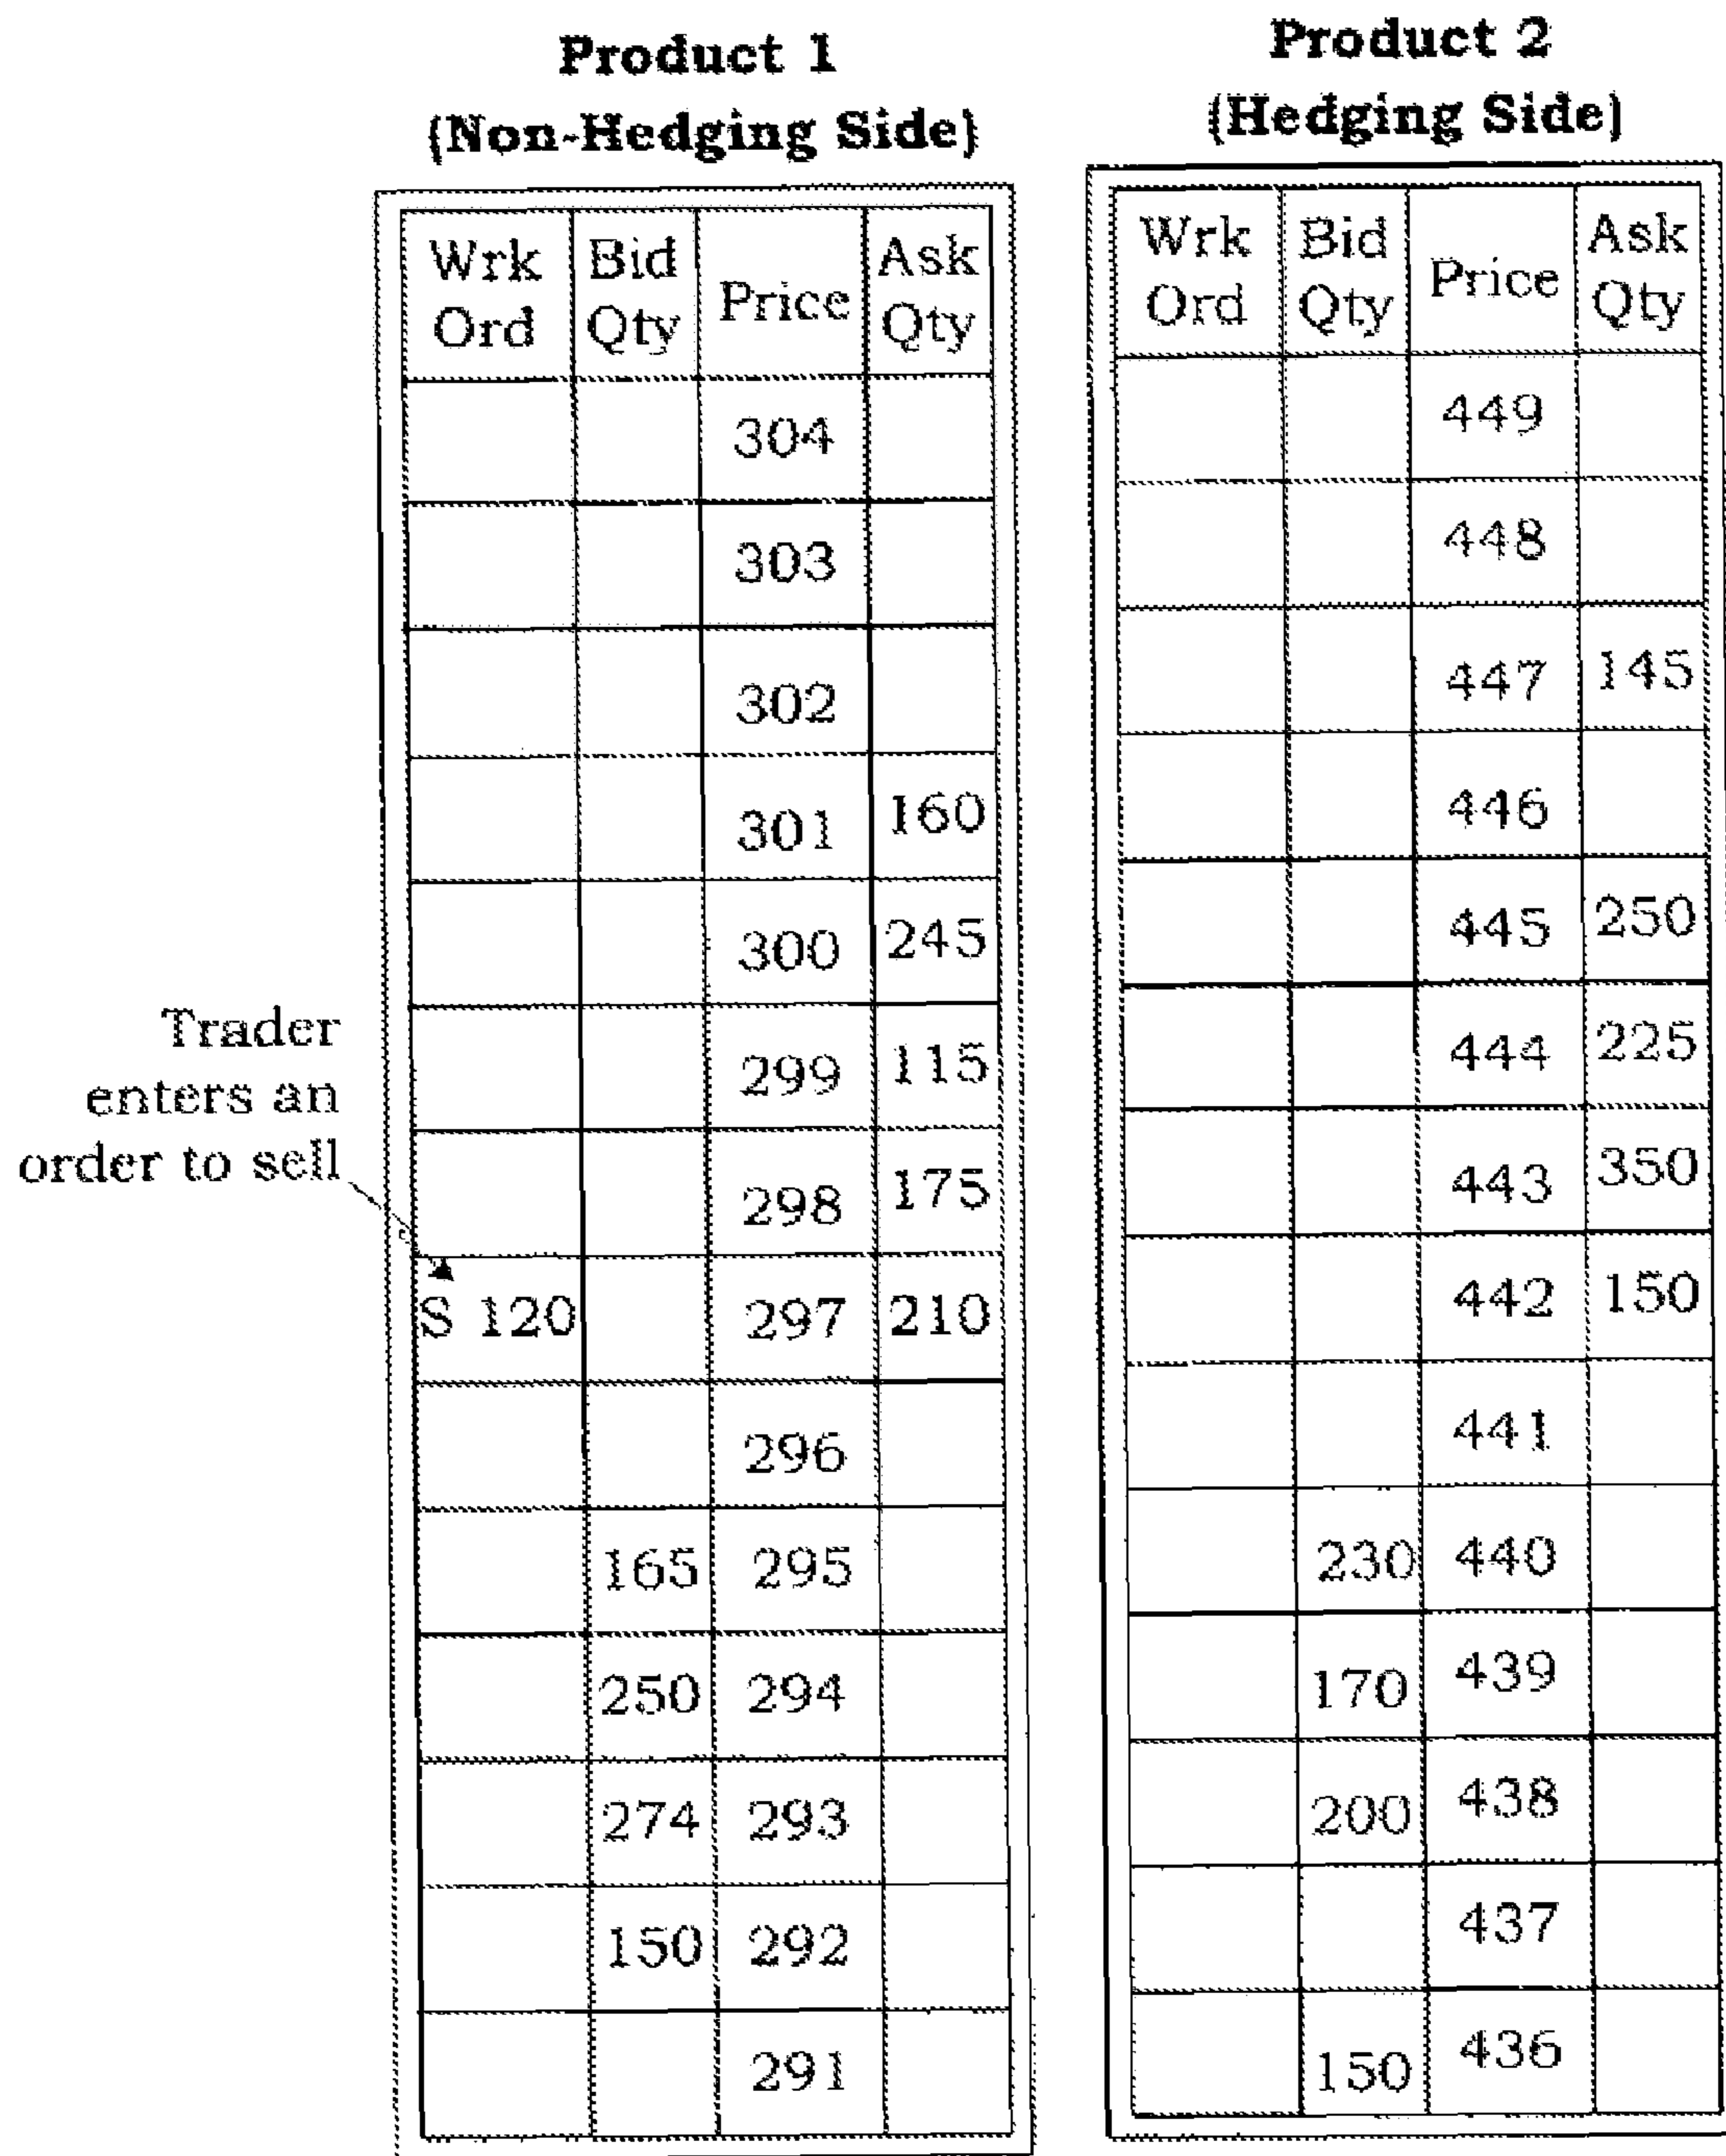 Product 1
(Non-Hedging Side)
Wrk Ord Bid Qty Price Ask Qty
304
303
302
301 160
300 245
299 115
298 175
S 120 297 210
296
165 295
250 294
274 293
150 292
291
Trader
enters an
order to sell
Product 2
(Hedging Side)
Wrk Ord Bid Qty Price Ask Qty
449
448
447 145
446
445 250
444 225
443 350
442 150
441
230 440
170 439
200 438
437
150 436